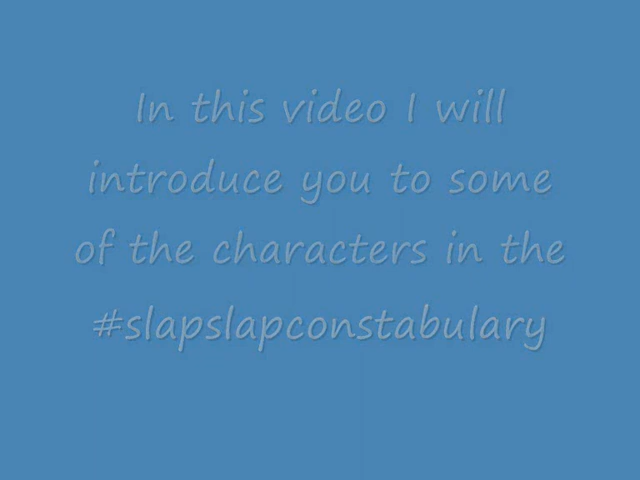 In this video I will
introduce you to some
of the characters in the
#slapslapconstabulary